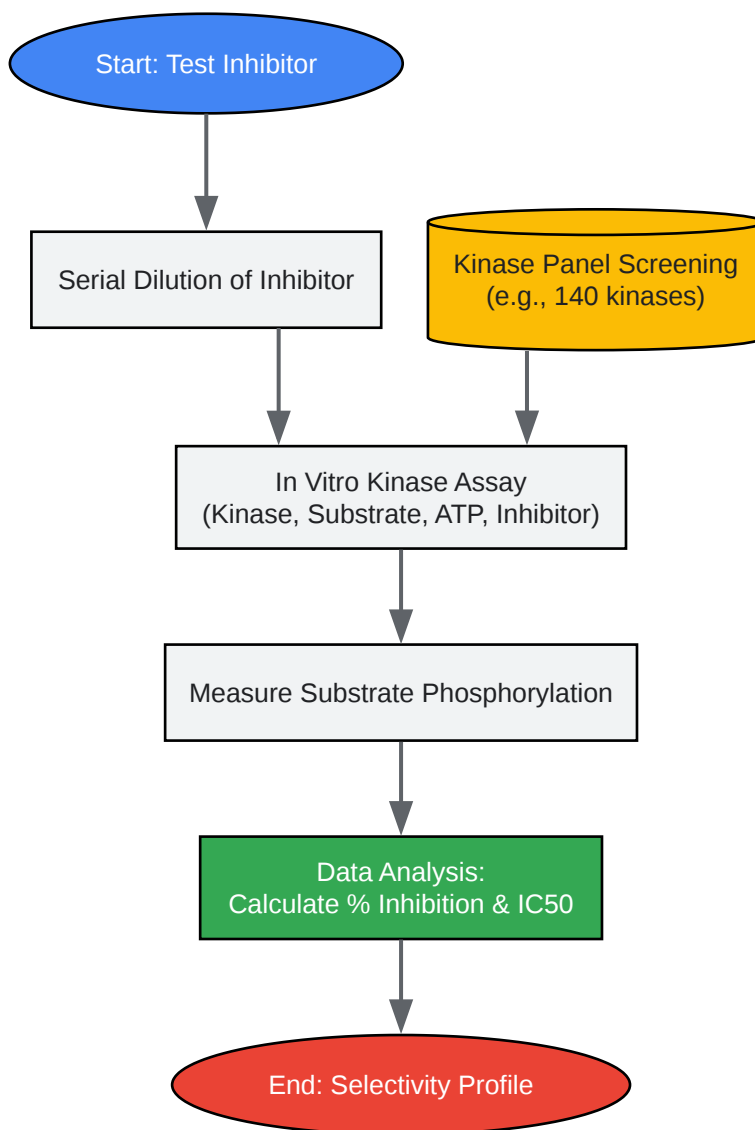 Start: Test Inhibitor
Serial Dilution of Inhibitor
Kinase Panel Screening
(e.g., 140 kinases)
In Vitro Kinase Assay
(Kinase, Substrate, ATP, Inhibitor)
Measure Substrate Phosphorylation
Data Analysis:
Calculate % Inhibition & IC50
End: Selectivity Profile